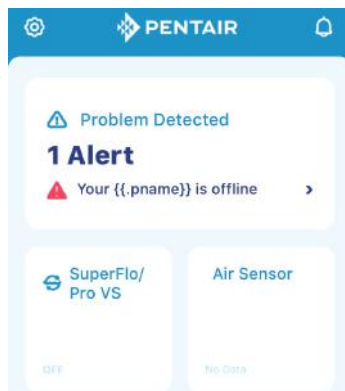 PENTAIR
Problem Detected
1 Alert
Your {{.pname}} is offline
SuperFlo/
Pro VS
Air Sensor
OFF
No Data